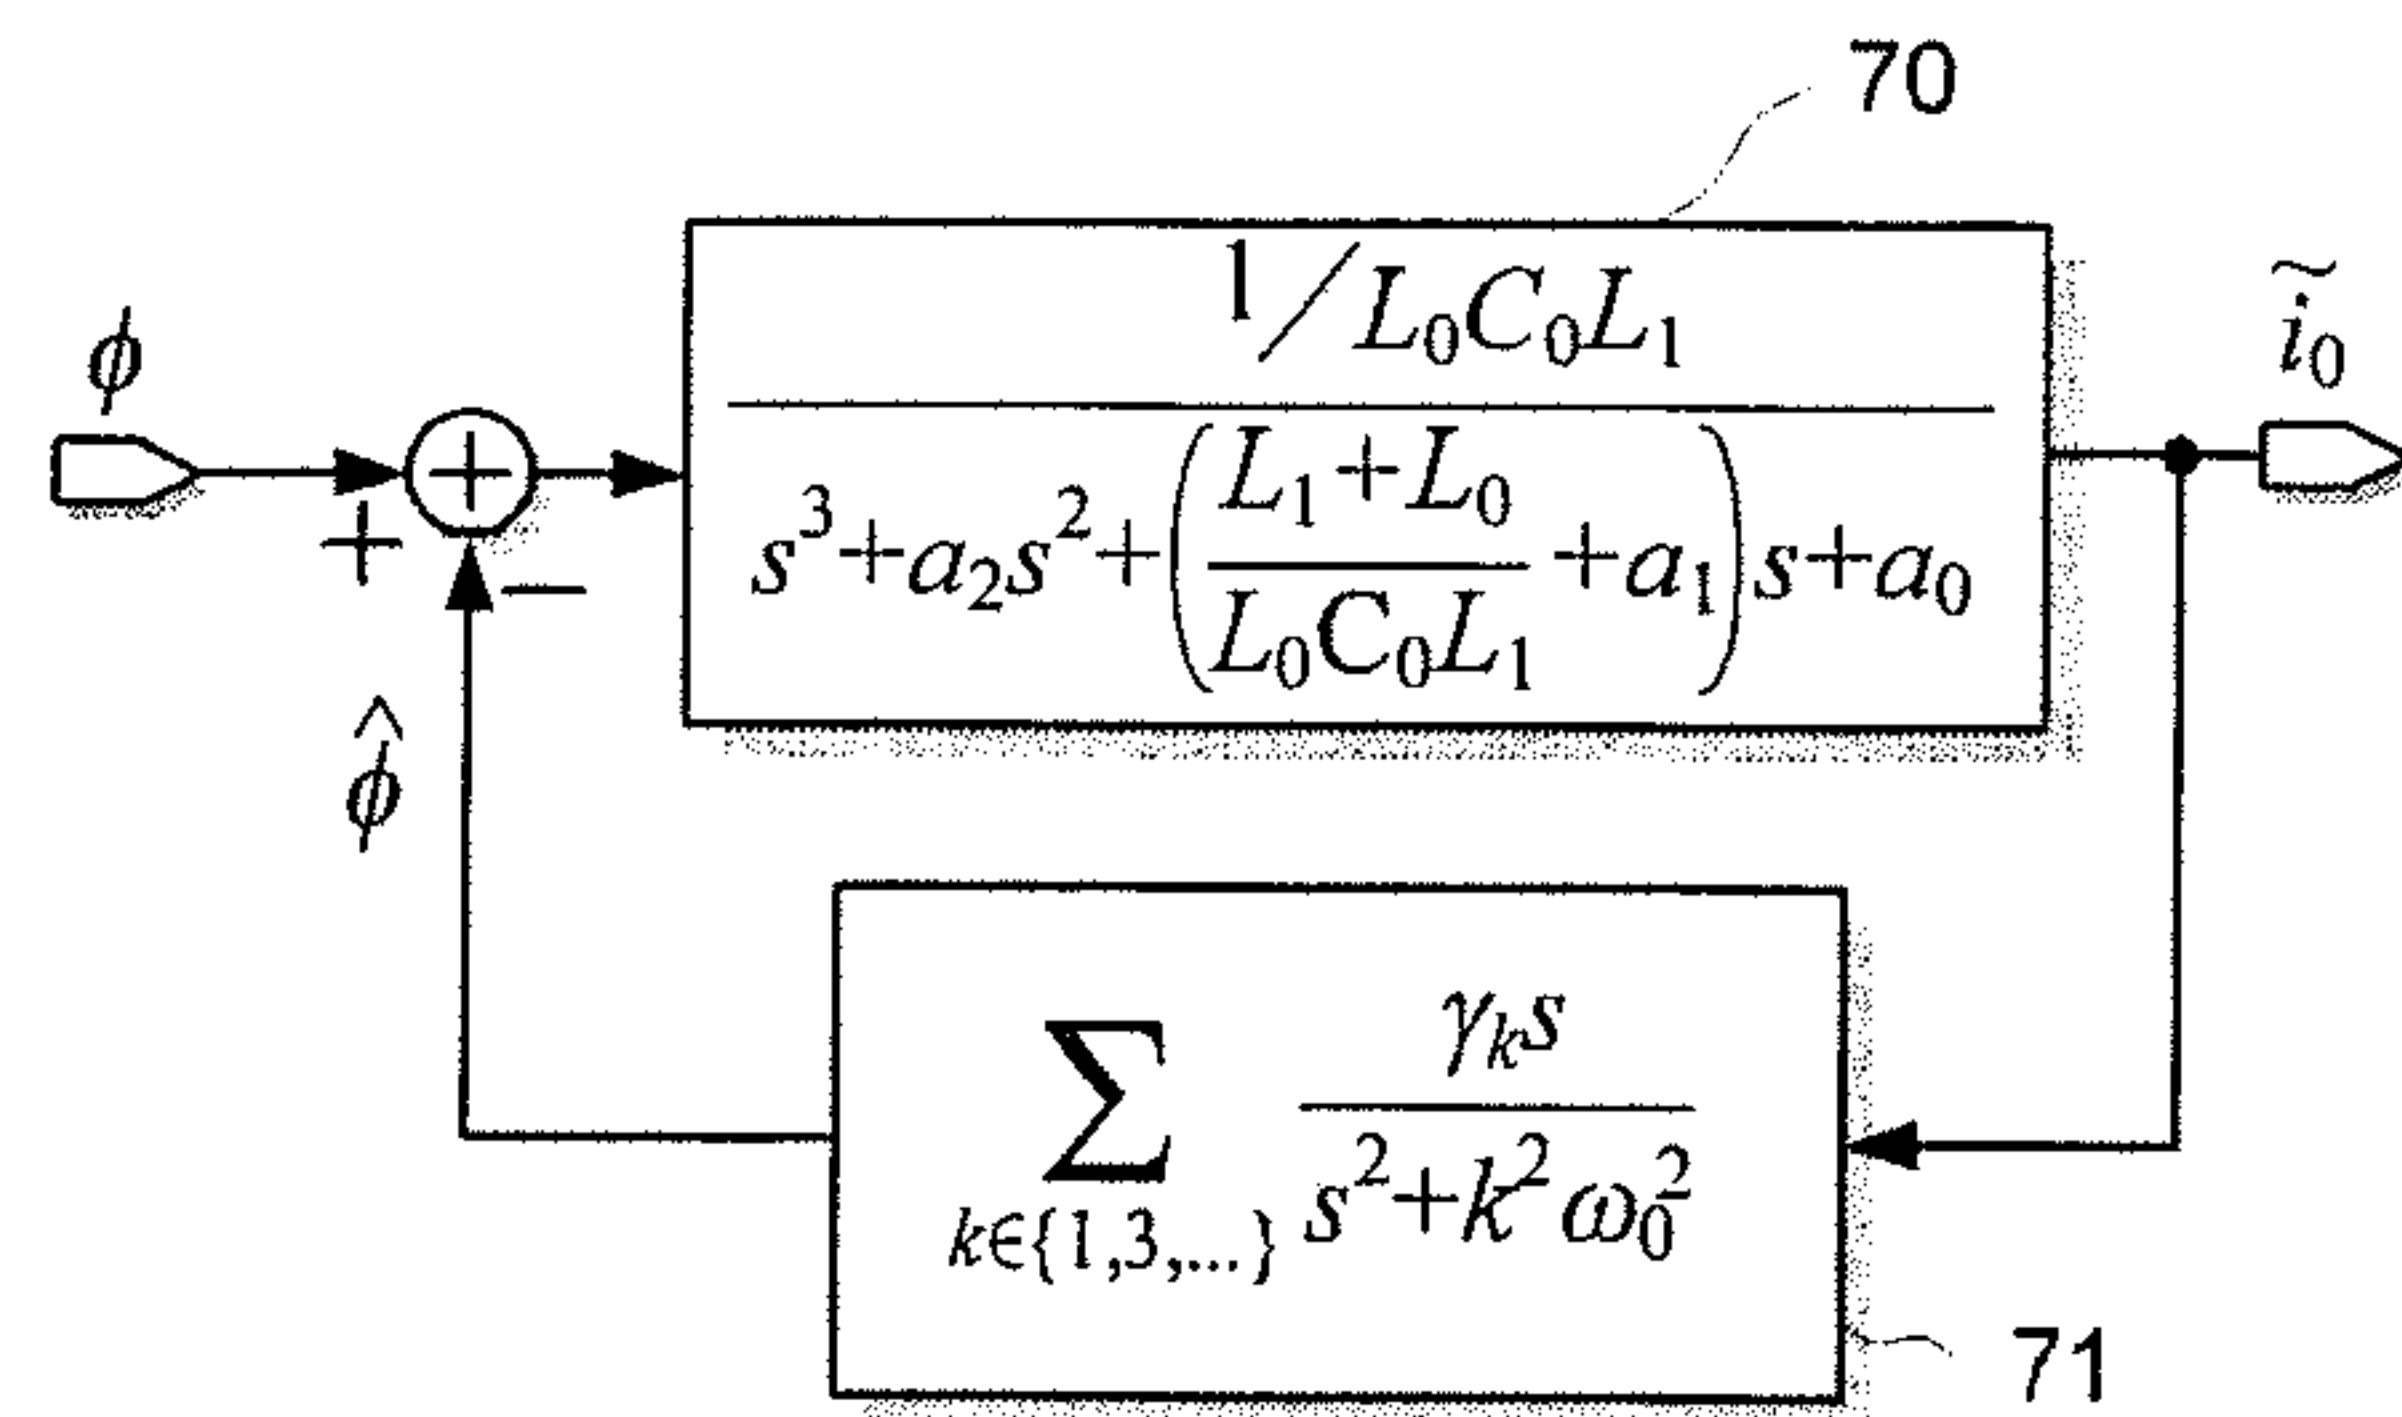 70
ϕ
+
+
−
1/L₀C₀L₁
s³+a₂s²+(L₁+L₀/L₀C₀L₁+a₁)s+a₀
ĩ₀
ϕ̂
∑ γₖs/s²+k²ω₀²
k∈{1,3,...}
71